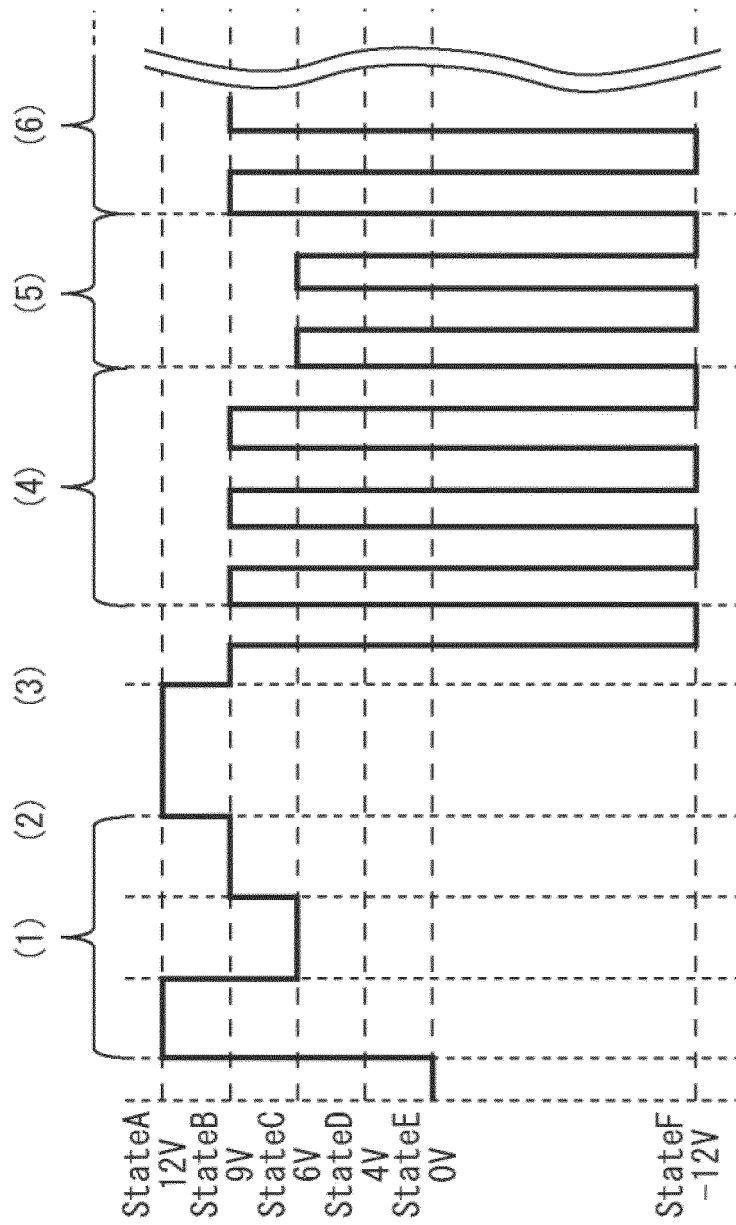 (1)
(2)
(3)
(4)
(5)
(6)
StateA
12V
StateB
9V
StateC
6V
StateD
4V
StateE
0V
StateF
-12V